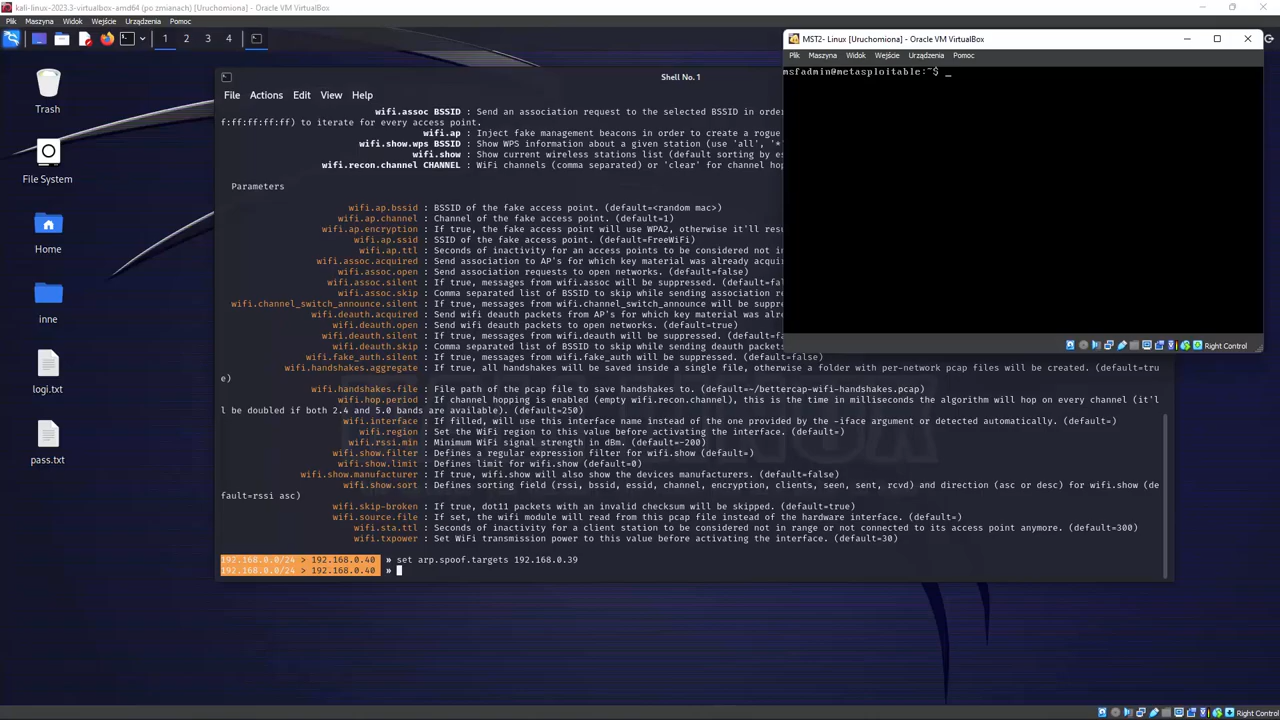 kali-linux-2023.3-virtualbox-amd64 (po zmianach) [Uruchomiona] - Oracle VM VirtualBox
Plik Maszyna Widok Wejście Urządzenia Pomoc
1 2 3 4
Trash
File System
Home
inne
logi.txt
pass.txt
Shell No. 1
File Actions Edit View Help
wifi.assoc BSSID : Send an association request to the selected BSSID in order
f:ff:ff:ff:ff) to iterate for every access point.
wifi.ap : Inject fake management beacons in order to create a rogue
wifi.show.wps BSSID : Show WPS information about a given station (use 'all', '*'
wifi.show : Show current wireless stations list (default sorting by es
wifi.recon.channel CHANNEL : WiFi channels (comma separated) or 'clear' for channel hop
Parameters
wifi.ap.bssid : BSSID of the fake access point. (default=<random mac>)
wifi.ap.channel : Channel of the fake access point. (default=1)
wifi.ap.encryption : If true, the fake access point will use WPA2, otherwise it'll resu
wifi.ap.ssid : SSID of the fake access point. (default=FreeWiFi)
wifi.ap.ttl : Seconds of inactivity for an access points to be considered not in
wifi.assoc.acquired : Send association to AP's for which key material was already acquir
wifi.assoc.open : Send association requests to open networks. (default=false)
wifi.assoc.silent : If true, messages from wifi.assoc will be suppressed. (default=fal
wifi.assoc.skip : Comma separated list of BSSID to skip while sending association re
wifi.channel_switch_announce.silent : If true, messages from wifi.channel_switch_announce will be suppre
wifi.deauth.acquired : Send wifi deauth packets from AP's for which key material was alre
wifi.deauth.open : Send wifi deauth packets to open networks. (default=true)
wifi.deauth.silent : If true, messages from wifi.deauth will be suppressed. (default=fa
wifi.deauth.skip : Comma separated list of BSSID to skip while sending deauth packets
wifi.fake_auth.silent : If true, messages from wifi.fake_auth will be suppressed. (default=false)
wifi.handshakes.aggregate : If true, all handshakes will be saved inside a single file, otherwise a folder with per-network pcap files will be created. (default=tru
e)
wifi.handshakes.file : File path of the pcap file to save handshakes to. (default=~/bettercap-wifi-handshakes.pcap)
wifi.hop.period : If channel hopping is enabled (empty wifi.recon.channel), this is the time in milliseconds the algorithm will hop on every channel (it'l
l be doubled if both 2.4 and 5.0 bands are available). (default=250)
wifi.interface : If filled, will use this interface name instead of the one provided by the -iface argument or detected automatically. (default=)
wifi.region : Set the WiFi region to this value before activating the interface. (default=)
wifi.rssi.min : Minimum WiFi signal strength in dBm. (default=-200)
wifi.show.filter : Defines a regular expression filter for wifi.show (default=)
wifi.show.limit : Defines limit for wifi.show (default=0)
wifi.show.manufacturer : If true, wifi.show will also show the devices manufacturers. (default=false)
wifi.show.sort : Defines sorting field (rssi, bssid, essid, channel, encryption, clients, seen, sent, rcvd) and direction (asc or desc) for wifi.show (de
fault=rssi asc)
wifi.skip-broken : If true, dot11 packets with an invalid checksum will be skipped. (default=true)
wifi.source.file : If set, the wifi module will read from this pcap file instead of the hardware interface. (default=)
wifi.sta.ttl : Seconds of inactivity for a client station to be considered not in range or not connected to its access point anymore. (default=300)
wifi.txpower : Set WiFi transmission power to this value before activating the interface. (default=30)
192.168.0.0/24 > 192.168.0.40 » set arp.spoof.targets 192.168.0.39
192.168.0.0/24 > 192.168.0.40 »
MST2- Linux [Uruchomiona] - Oracle VM VirtualBox
Plik Maszyna Widok Wejście Urządzenia Pomoc
msfadmin@metasploitable:~$ _
Right Control
Right Control